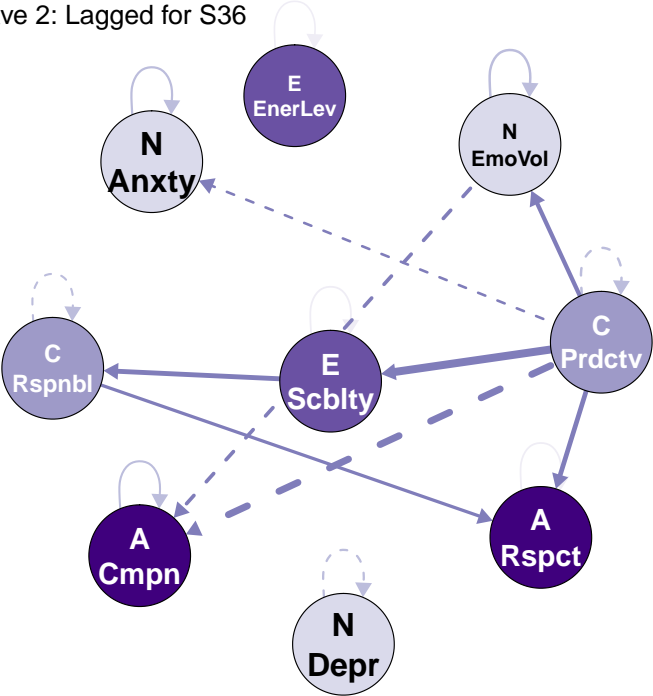 ve 2: Lagged for S36
E
EnerLev
N
Anxty
N
EmoVol
C
Rspnbl
E
Scblty
C
Prdctv
A
Cmpn
A
Rspct
N
Depr